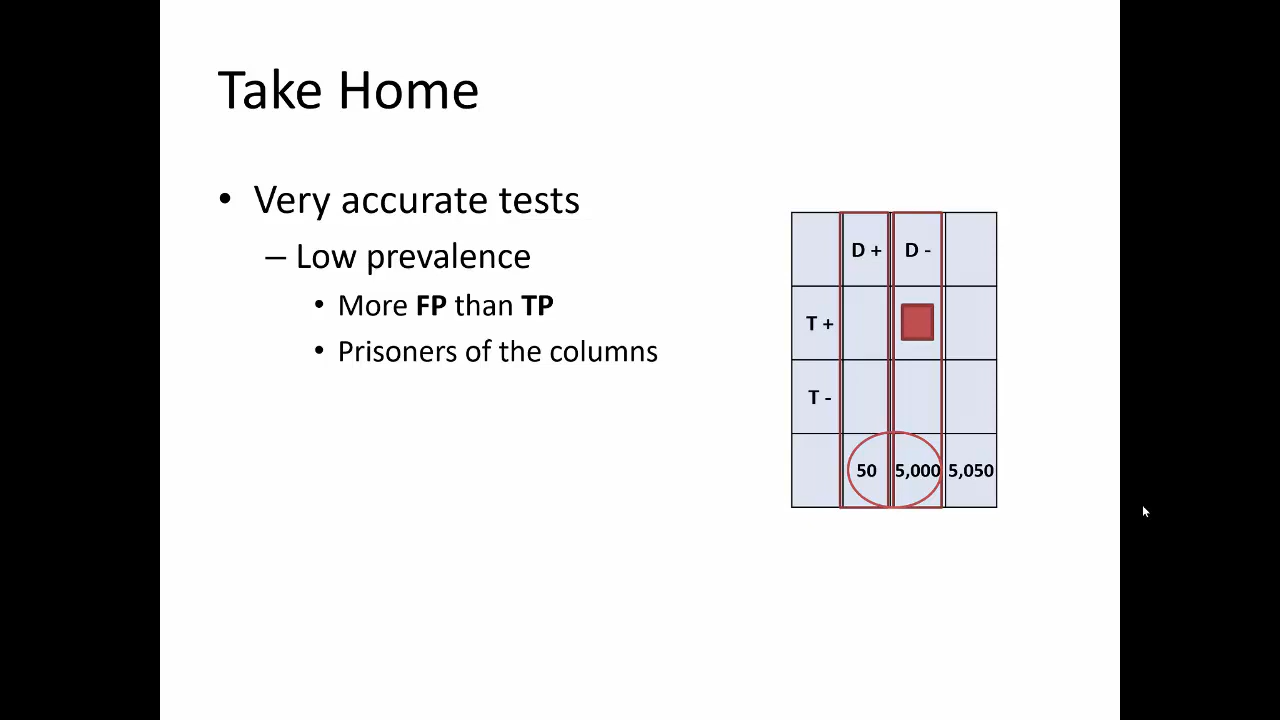 Take Home
• Very accurate tests
– Low prevalence
• More FP than TP
• Prisoners of the columns
D + D -
T +
T -
50 5,000 5,050